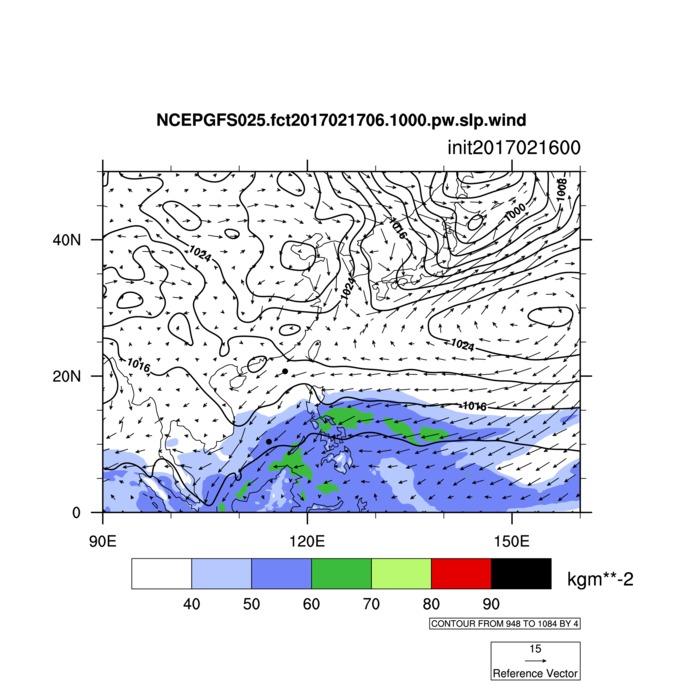 NCEPGFS025.fct2017021706.1000.pw.slp.wind
init2017021600
1008
1000
1016
40N
1024
1024
1024
1016
20N
1016
0
90E 120E 150E
kgm**-2
40 50 60 70 80 90
CONTOUR FROM 948 TO 1084 BY 4
15
Reference Vector